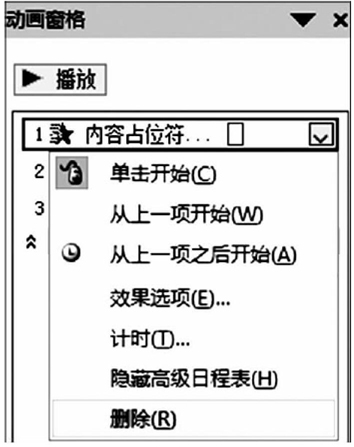 动画窗格
播放
1 内容占位符...
2 单击开始(C)
3 从上一项开始(W)
从上一项之后开始(A)
效果选项(E)...
计时(T)...
隐藏高级日程表(H)
删除(R)